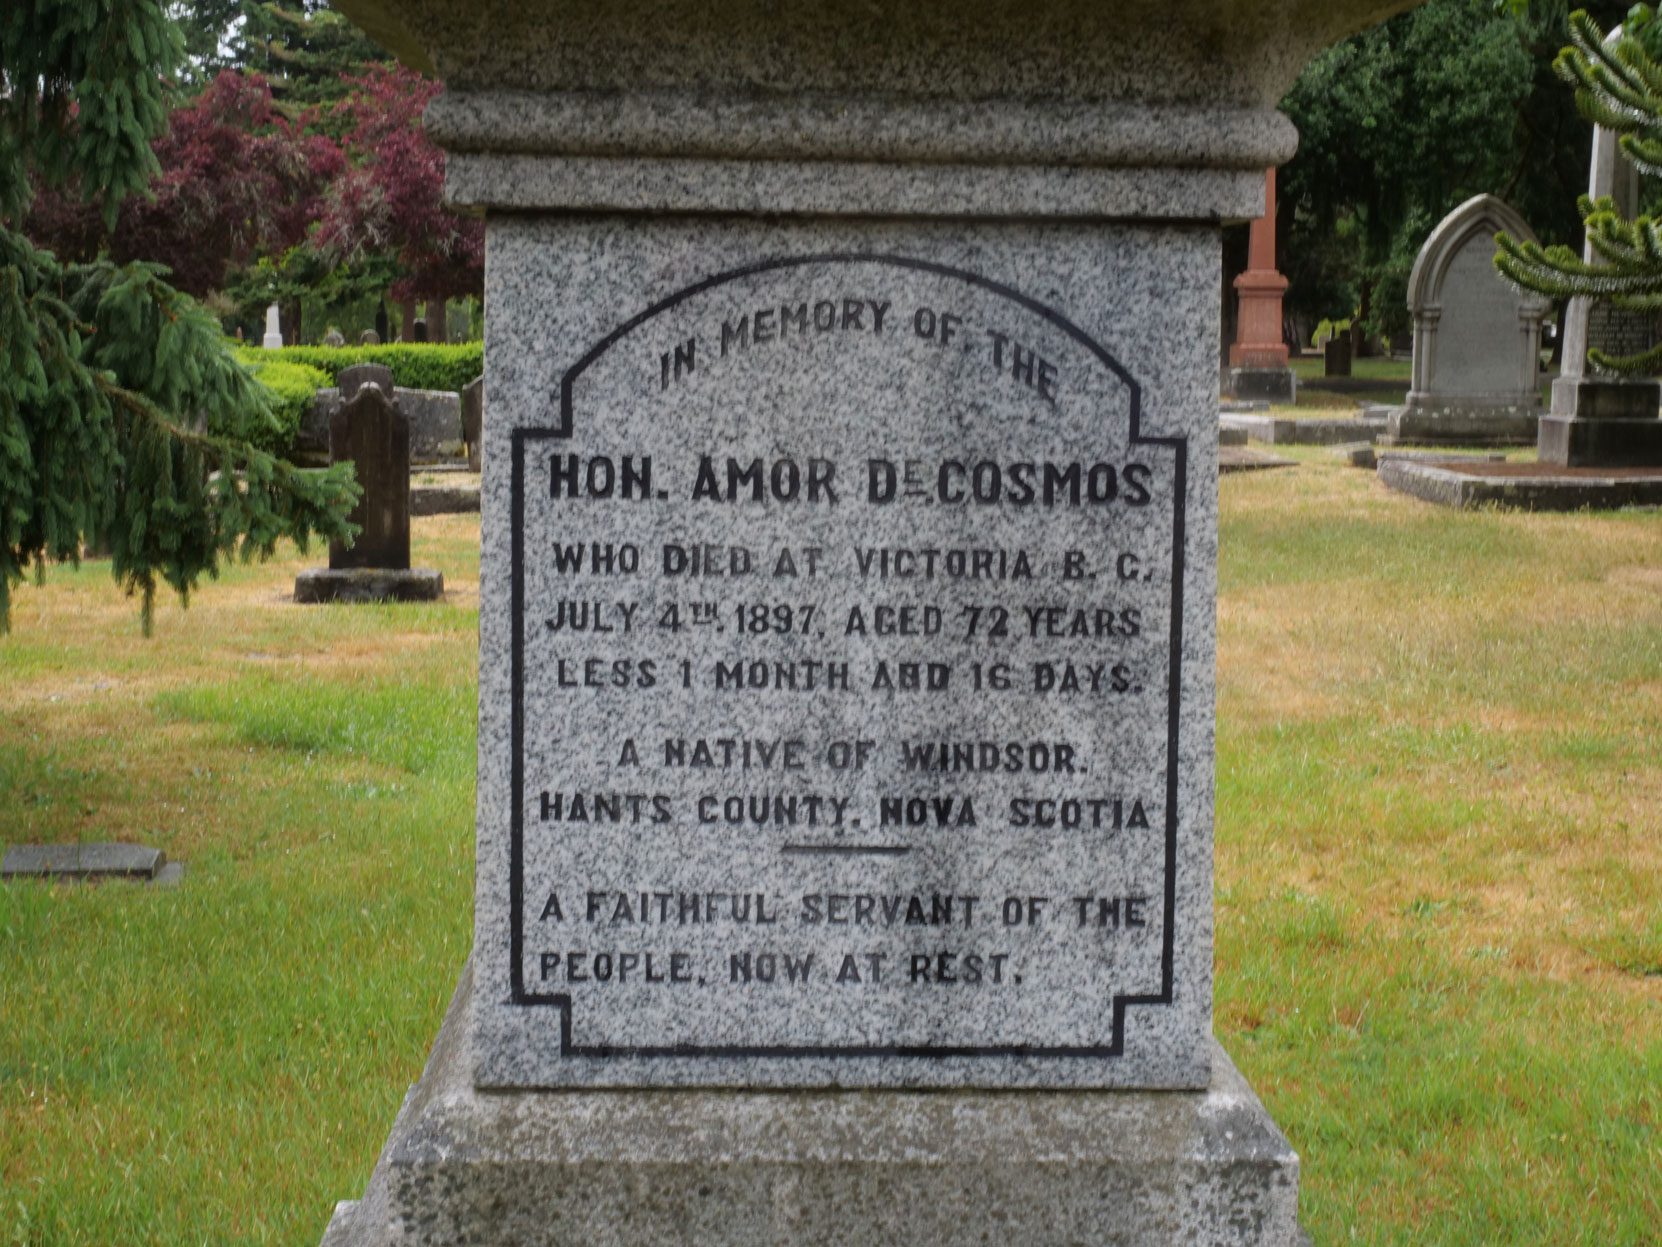 IN MEMORY OF THE
HON. AMOR DE COSMOS
WHO DIED AT VICTORIA B. C.
JULY 4TH. 1897, AGED 72 YEARS
LESS 1 MONTH AND 16 DAYS.
A NATIVE OF WINDSOR.
HANTS COUNTY. NOVA SCOTIA
A FAITHFUL SERVANT OF THE
PEOPLE, NOW AT REST.